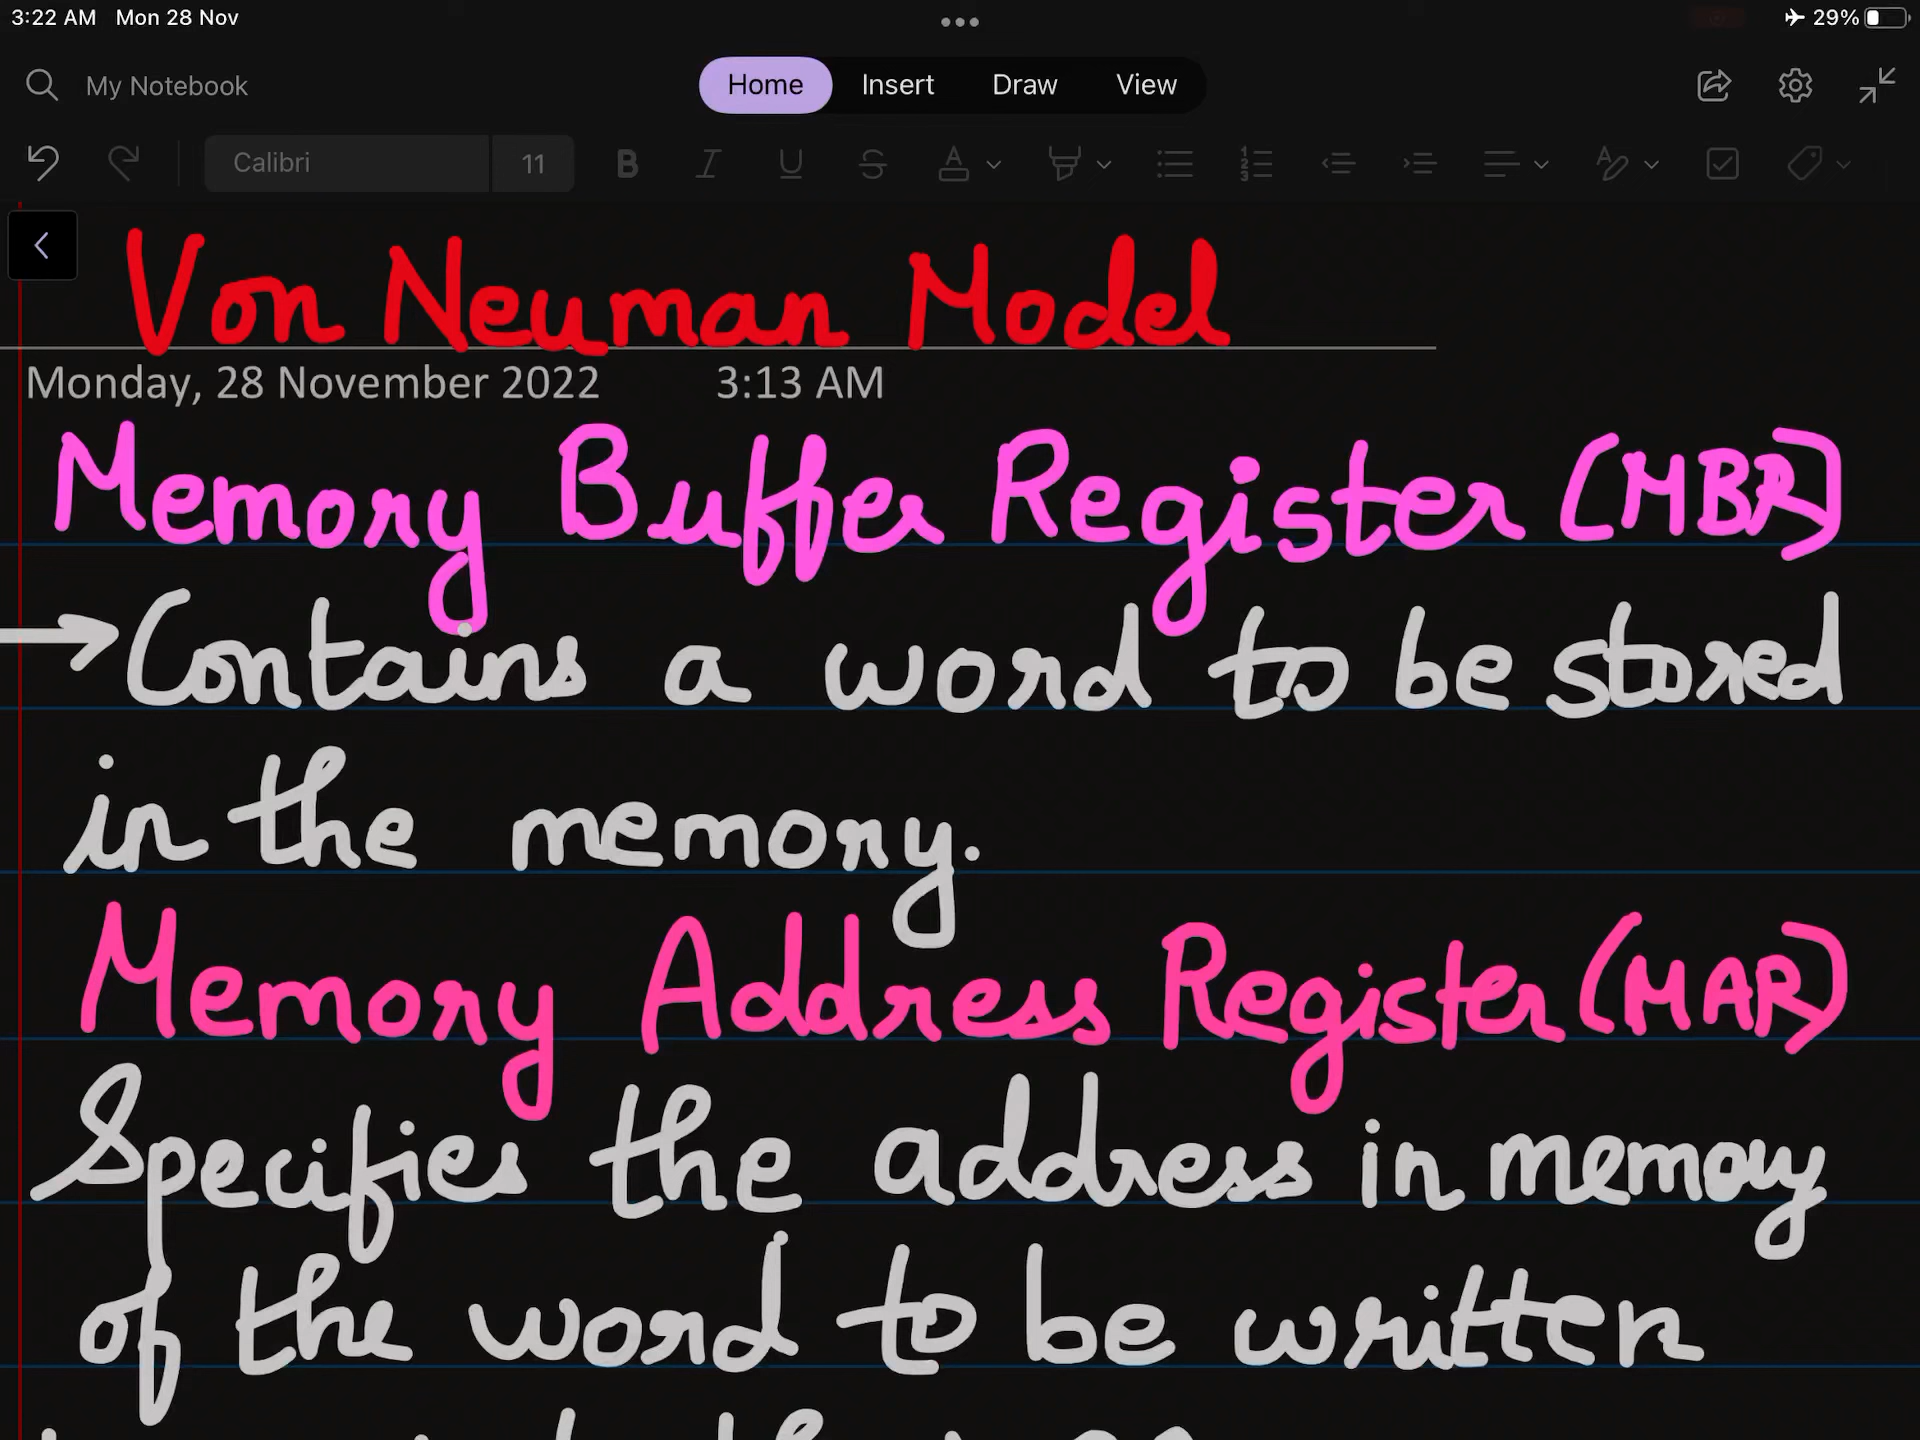 3:22 AM Mon 28 Nov
29%
My Notebook
Home Insert Draw View
Calibri 11
Von Neuman Model
Monday, 28 November 2022 3:13 AM
Memory Buffer Register (MBR)
→Contains a word to be stored
in the memory.
Memory Address Register (MAR)
Specifies the address in memory
of the word to be written